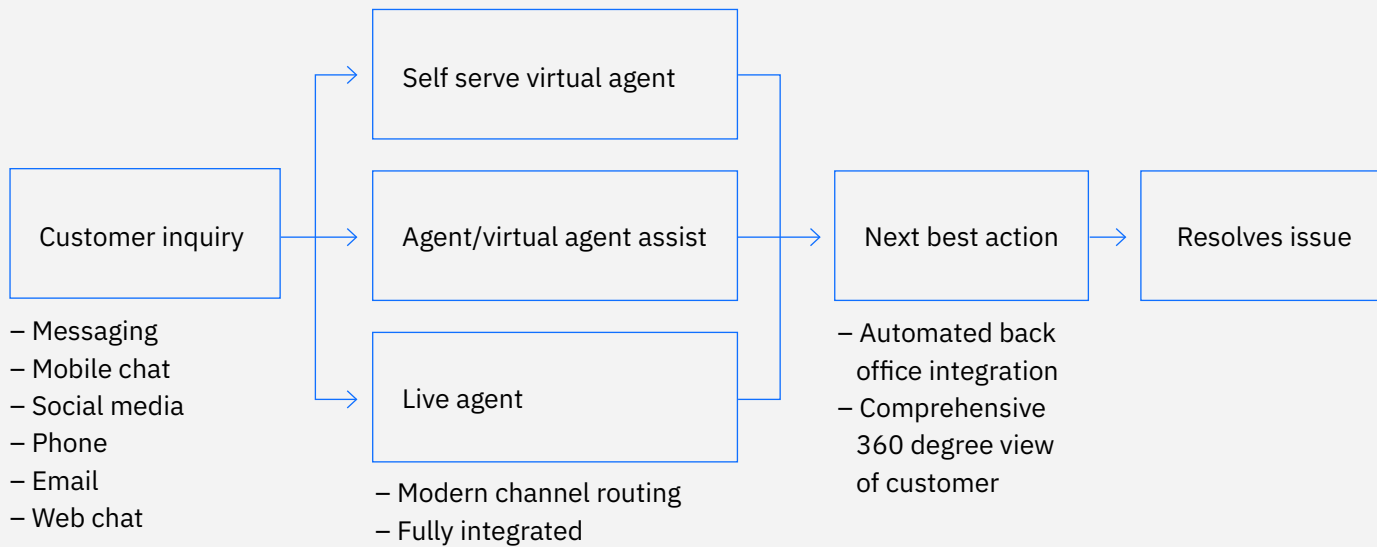 Self serve virtual agent
Customer inquiry
Agent/virtual agent assist
Next best action
Resolves issue
Live agent
– Messaging
– Mobile chat
– Social media
– Phone
– Email
– Web chat
– Modern channel routing
– Fully integrated
– Automated back
office integration
– Comprehensive
360 degree view
of customer